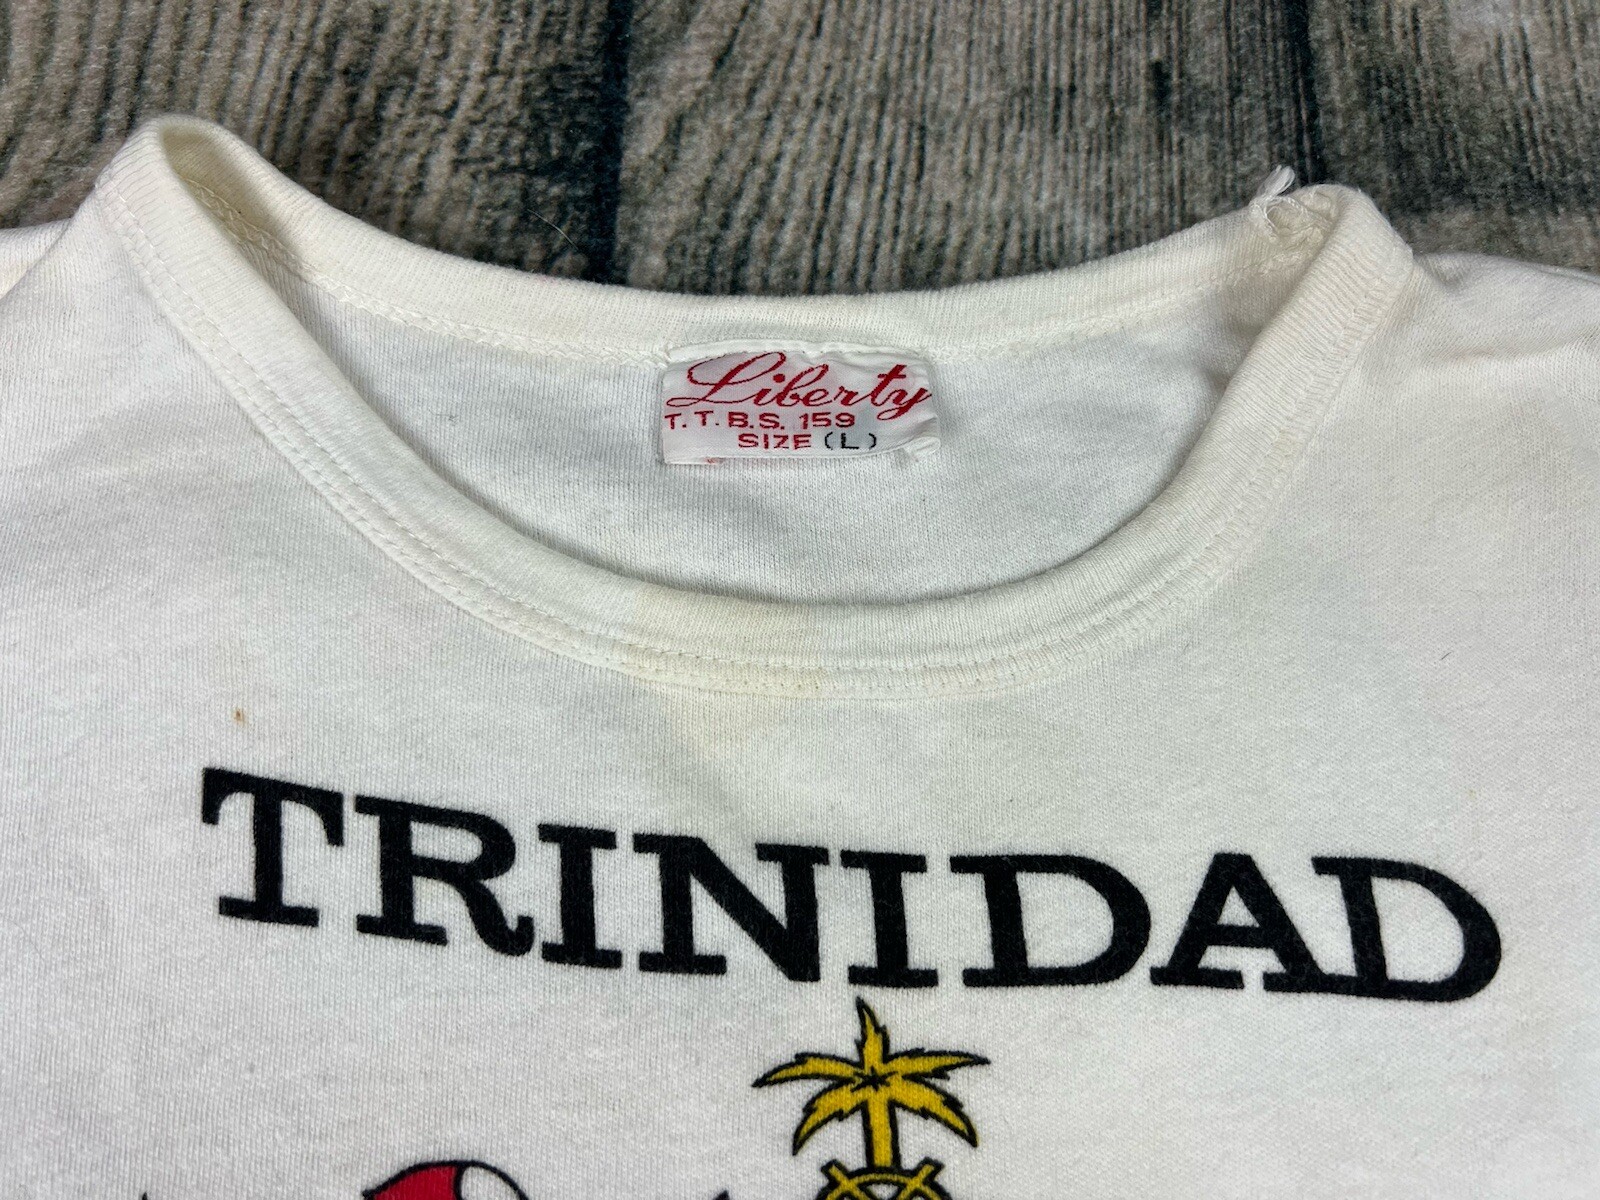 Liberty
T. T. B.S. 159
SIZE (L)
TRINIDAD